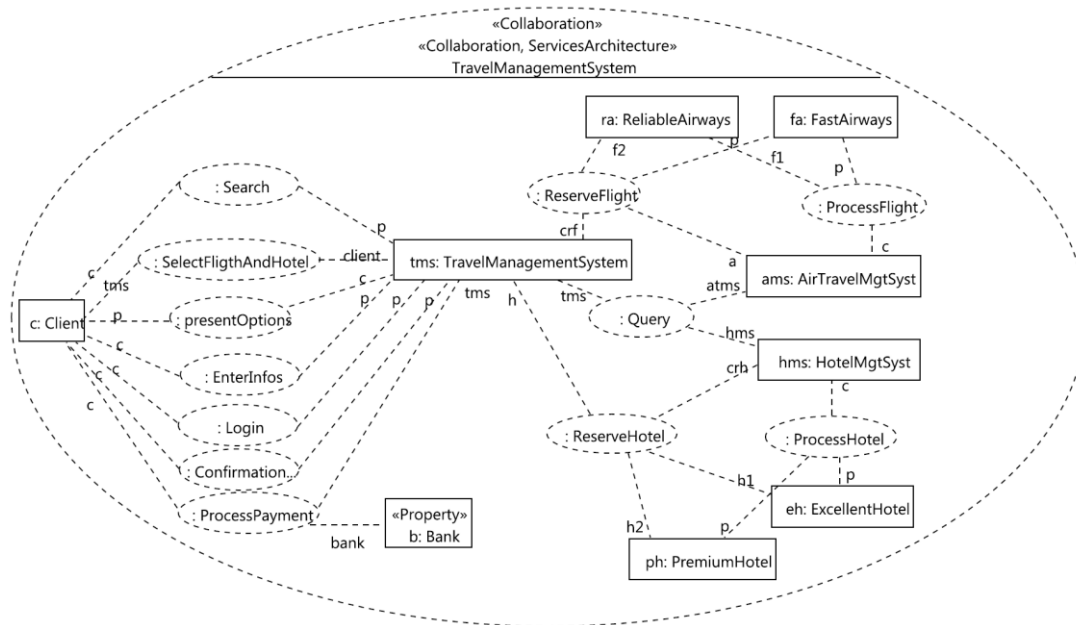 «Collaboration»
«Collaboration, ServicesArchitecture»
TravelManagementSystem
ra: ReliableAirways
fa: FastAirways
f2
p
f1
p
: Search
: ReserveFlight
: ProcessFlight
p
crf
c
: SelectFligthAndHotel
client
tms: TravelManagementSystem
a
ams: AirTravelMgtSyst
c
tms
c
p
p
p
tms
h
tms
atms
c: Client
p
: presentOptions
: Query
hms
c
: EnterInfos
crh
hms: HotelMgtSyst
c
c
c
c
: Login
: ReserveHotel
: ProcessHotel
: Confirmation...
h1
p
: ProcessPayment
«Property»
b: Bank
bank
eh: ExcellentHotel
h2
p
ph: PremiumHotel